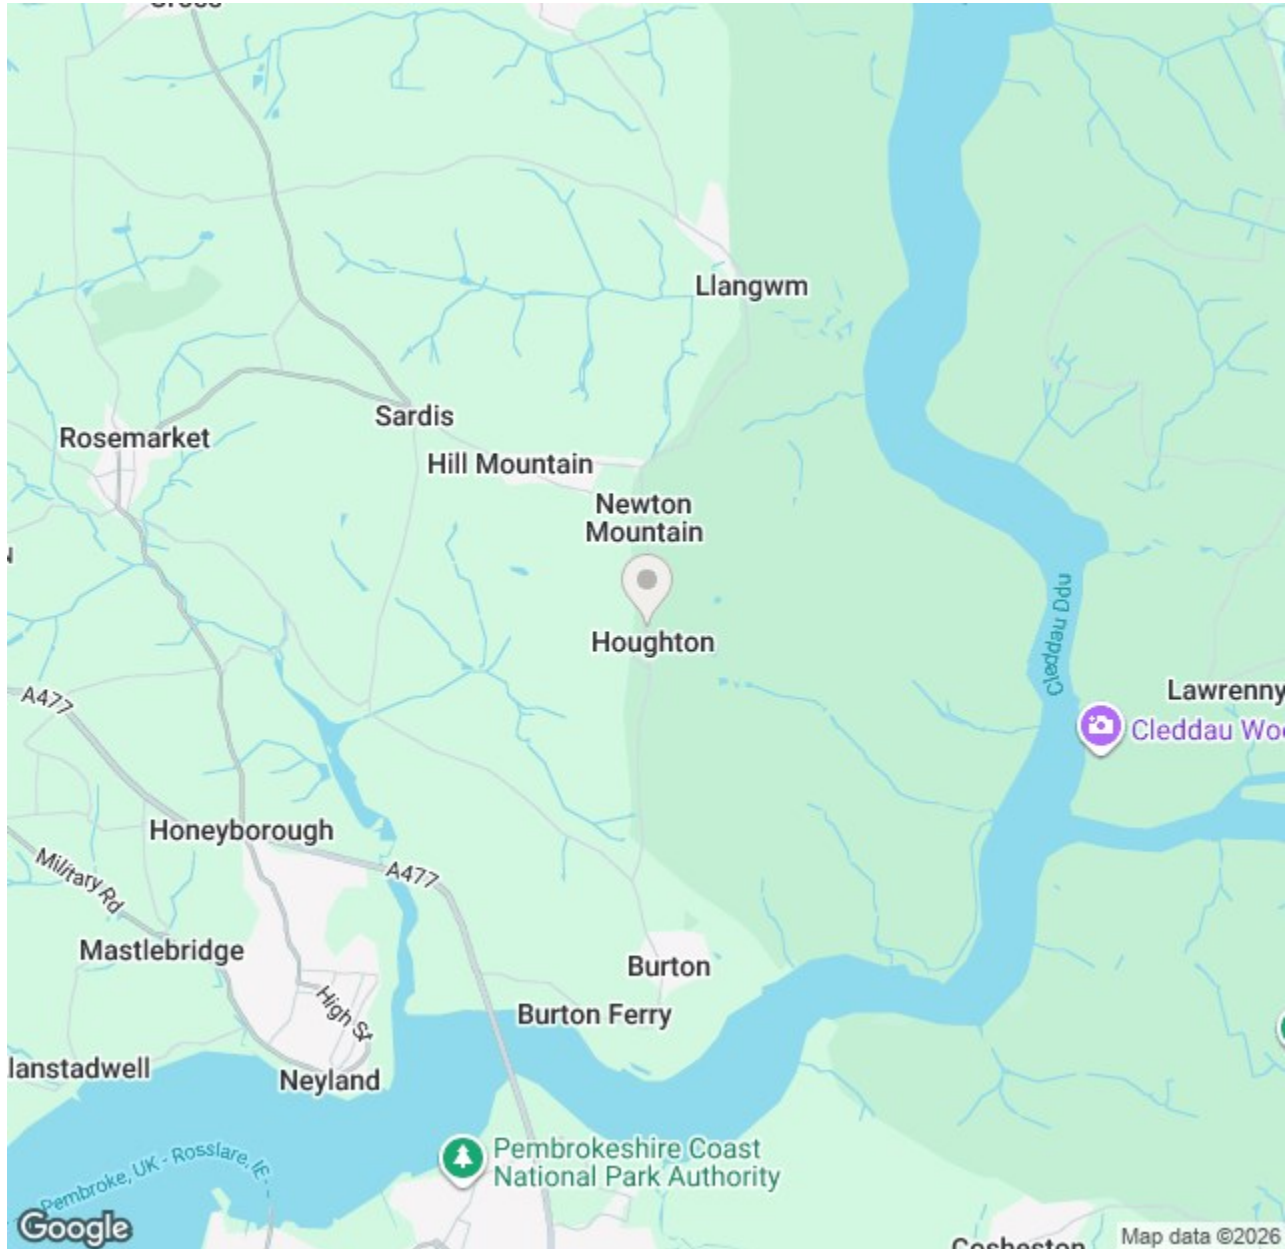 Llangwm
Sardis
Rosemarket
Hill Mountain
Newton
Mountain
Houghton
Cleddau Ddu
Lawrenny
A477
Cleddau Woo
Honeyborough
Military Rd
A477
Mastlebridge
Burton
High St
Burton Ferry
lanstadwell
Neyland
Pembrokeshire Coast
National Park Authority
Pembroke, UK - Rosslare, IE
Google
Map data ©2026